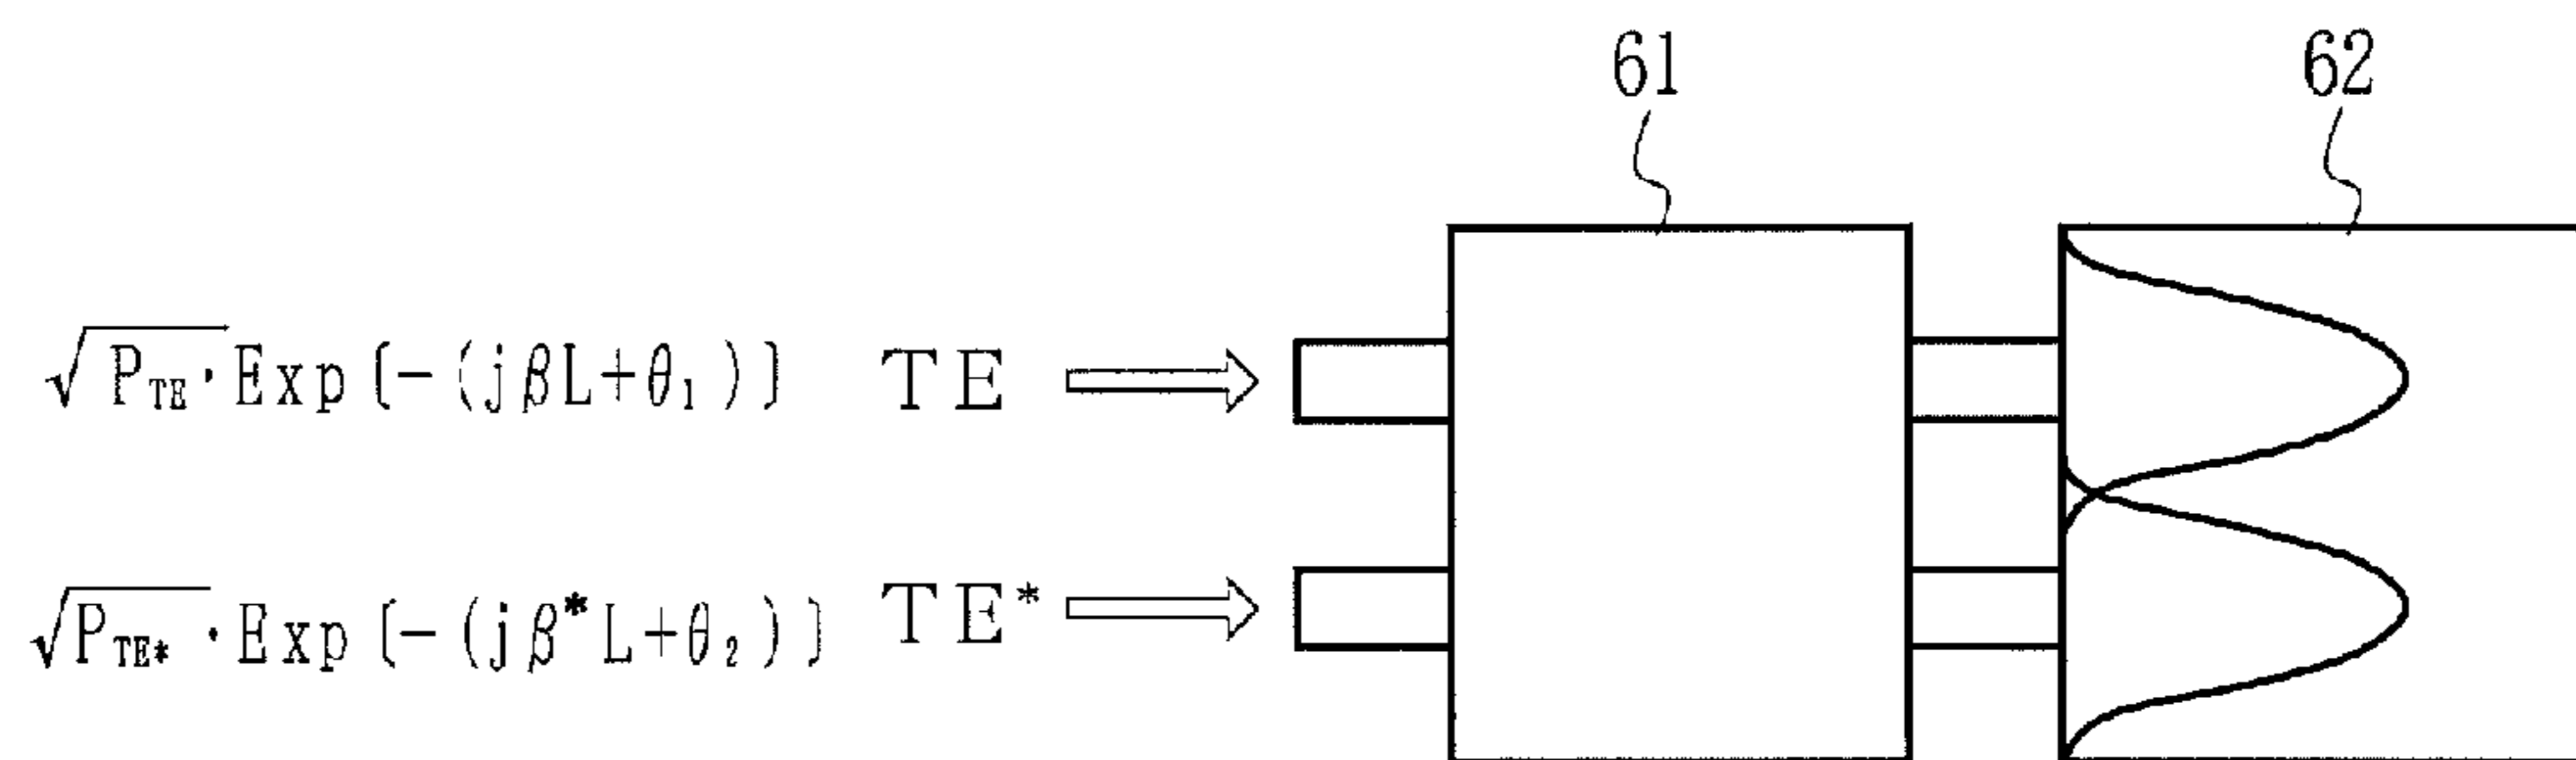 61 62
√P_TE · Exp〔-(jβL+θ₁)〕 TE
√P_TE* · Exp〔-(jβ*L+θ₂)〕 TE*